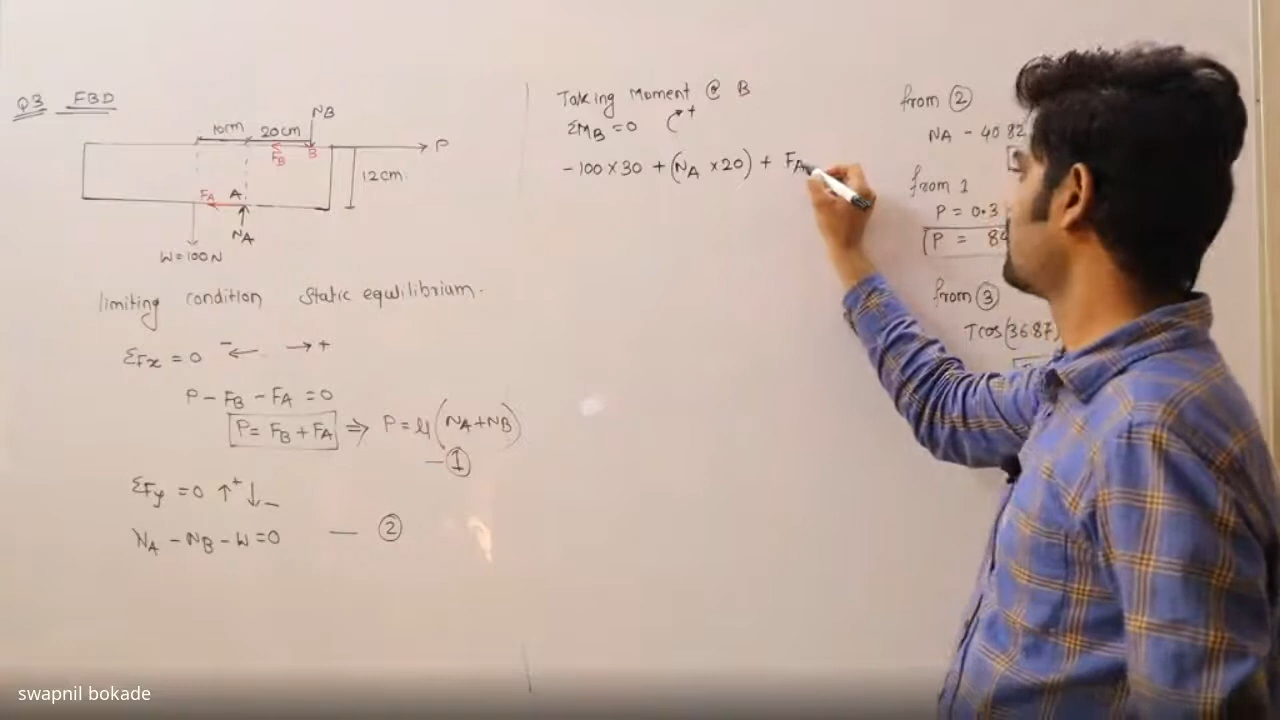 Q3 FBD
NB
10cm 20cm
P
FB B
12cm
FA A
NA
W=100N
limiting condition static equilibrium.
ΣFx = 0 - ← → +
P - FB - FA = 0
P = FB + FA ⇒ P = μ(NA+NB)
— ①
ΣFy = 0 ↑+ ↓-
NA - NB - W = 0 — ②
Taking Moment @ B
ΣMB = 0 +
- 100 × 30 + (NA × 20) + FA
from ②
NA - 40.82
from 1
P = 0.3
P = 84
from ③
Tcos(36.87)
swapnil bokade